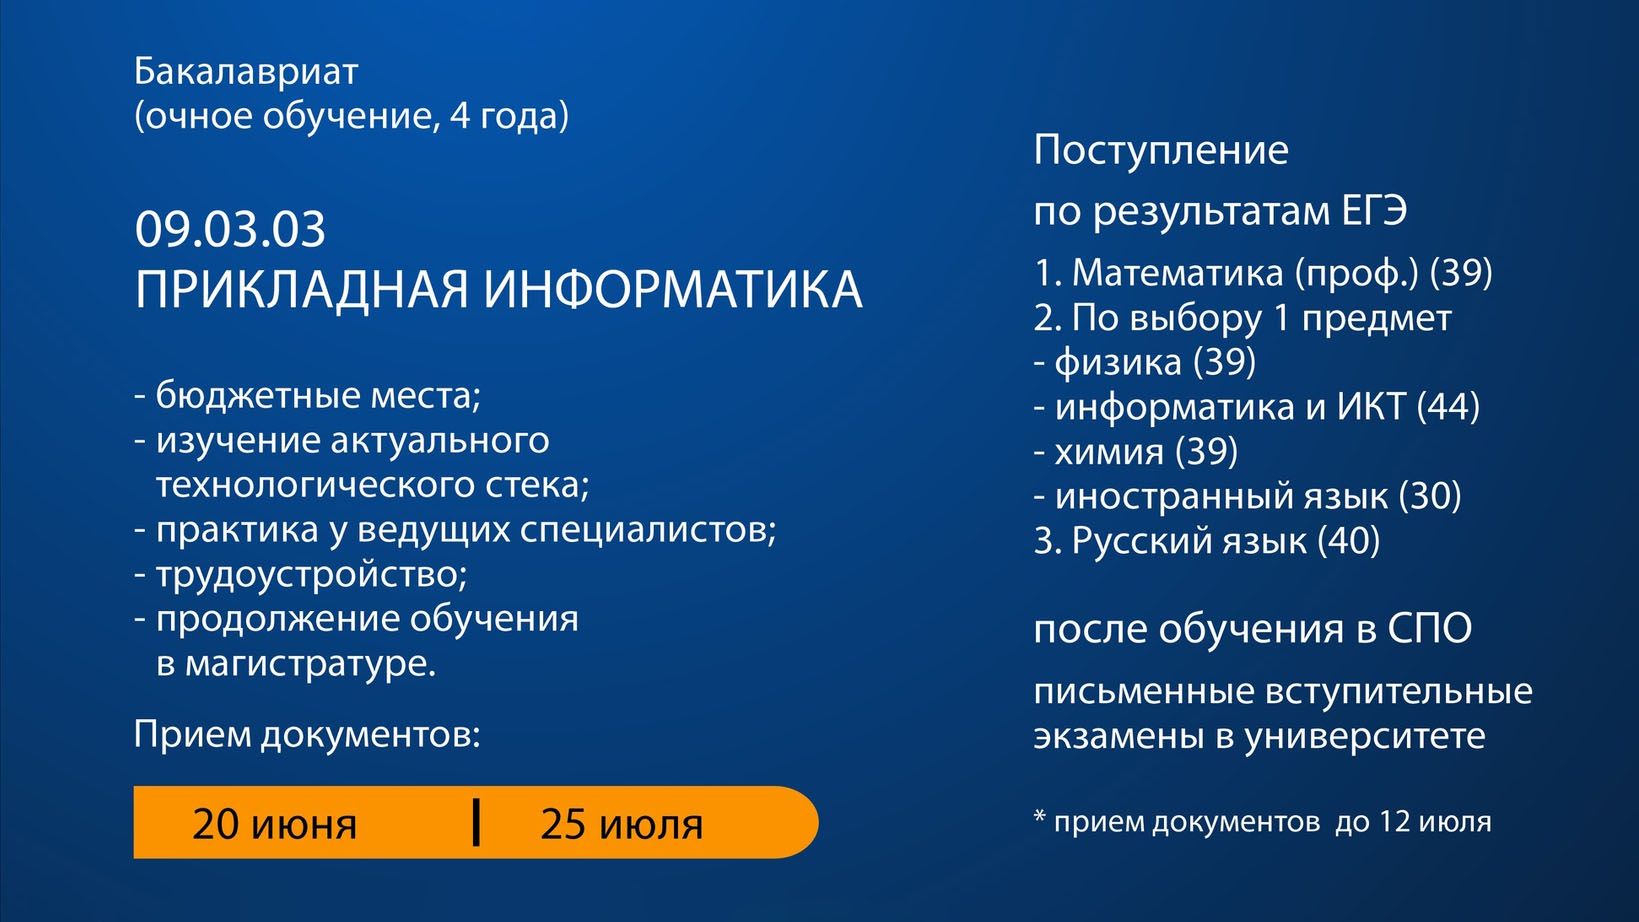 Бакалавриат
(очное обучение, 4 года)
09.03.03
ПРИКЛАДНАЯ ИНФОРМАТИКА
- бюджетные места;
- изучение актуального
технологического стека;
- практика у ведущих специалистов;
- трудоустройство;
- продолжение обучения
в магистратуре.
Прием документов:
20 июня | 25 июля
Поступление
по результатам ЕГЭ
1. Математика (проф.) (39)
2. По выбору 1 предмет
- физика (39)
- информатика и ИКТ (44)
- химия (39)
- иностранный язык (30)
3. Русский язык (40)
после обучения в СПО
письменные вступительные
экзамены в университете
* прием документов до 12 июля